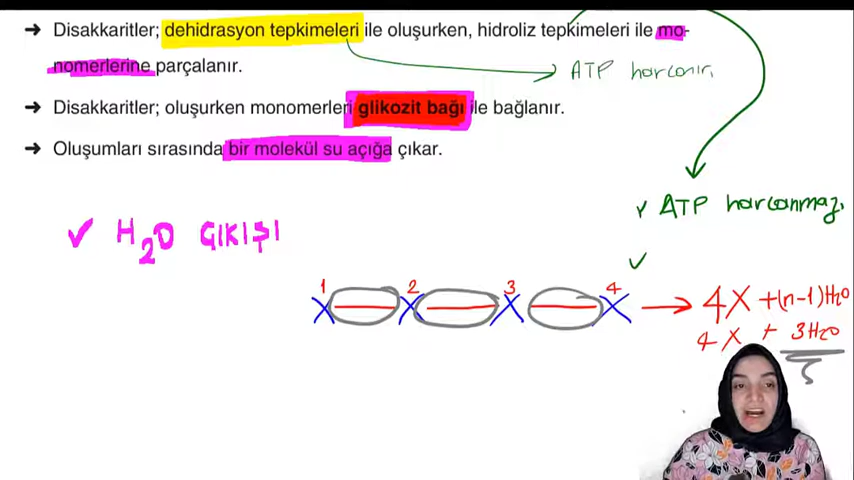 → Disakkaritler; dehidrasyon tepkimeleri ile oluşurken, hidroliz tepkimeleri ile mo-
nomerlerine parçalanır.
ATP harcanır.
→ Disakkaritler; oluşurken monomerleri glikozit bağı ile bağlanır.
→ Oluşumları sırasında bir molekül su açığa çıkar.
✓ ATP harcanmaz.
✓ H2O ÇIKIŞI
✓
1 2 3 4
X X X X → 4X + (n-1)H2O
4X + 3H2O